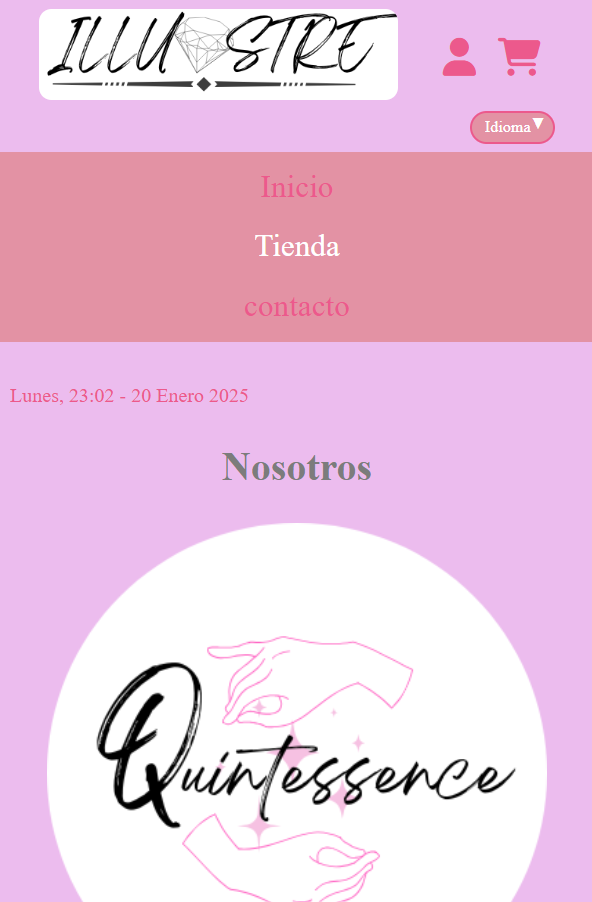 ILLUSTRE
Idioma
Inicio
Tienda
contacto
Lunes, 23:02 - 20 Enero 2025
Nosotros
Quintessence